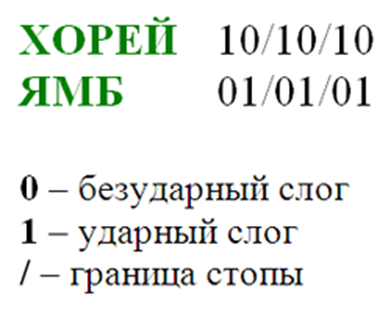 ХОРЕЙ 10/10/10
ЯМБ 01/01/01
0 – безударный слог
1 – ударный слог
/ – граница стопы